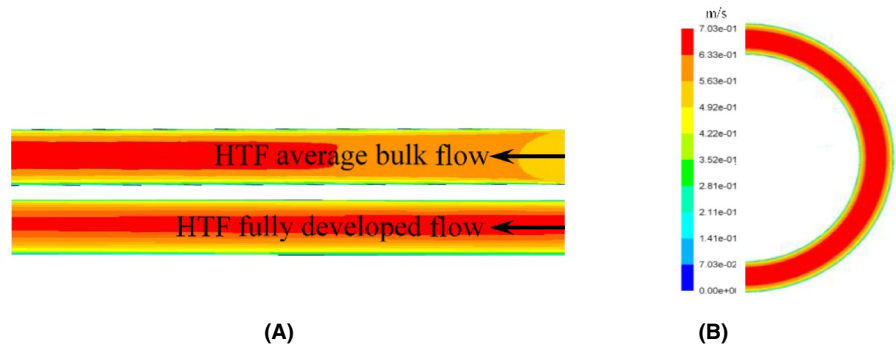 m/s
7.03e-01
6.33e-01
5.63e-01
4.92e-01
4.22e-01
3.52e-01
2.81e-01
2.11e-01
1.41e-01
7.03e-02
0.00e+00
HTF average bulk flow
HTF fully developed flow
(A)
(B)